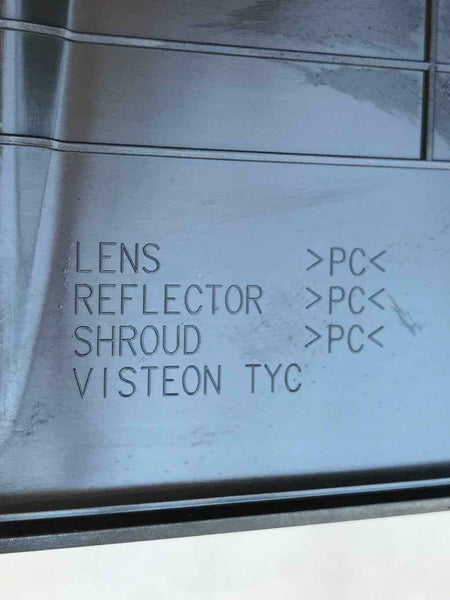 LENS >PC<
REFLECTOR >PC<
SHROUD >PC<
VISTEON TYC